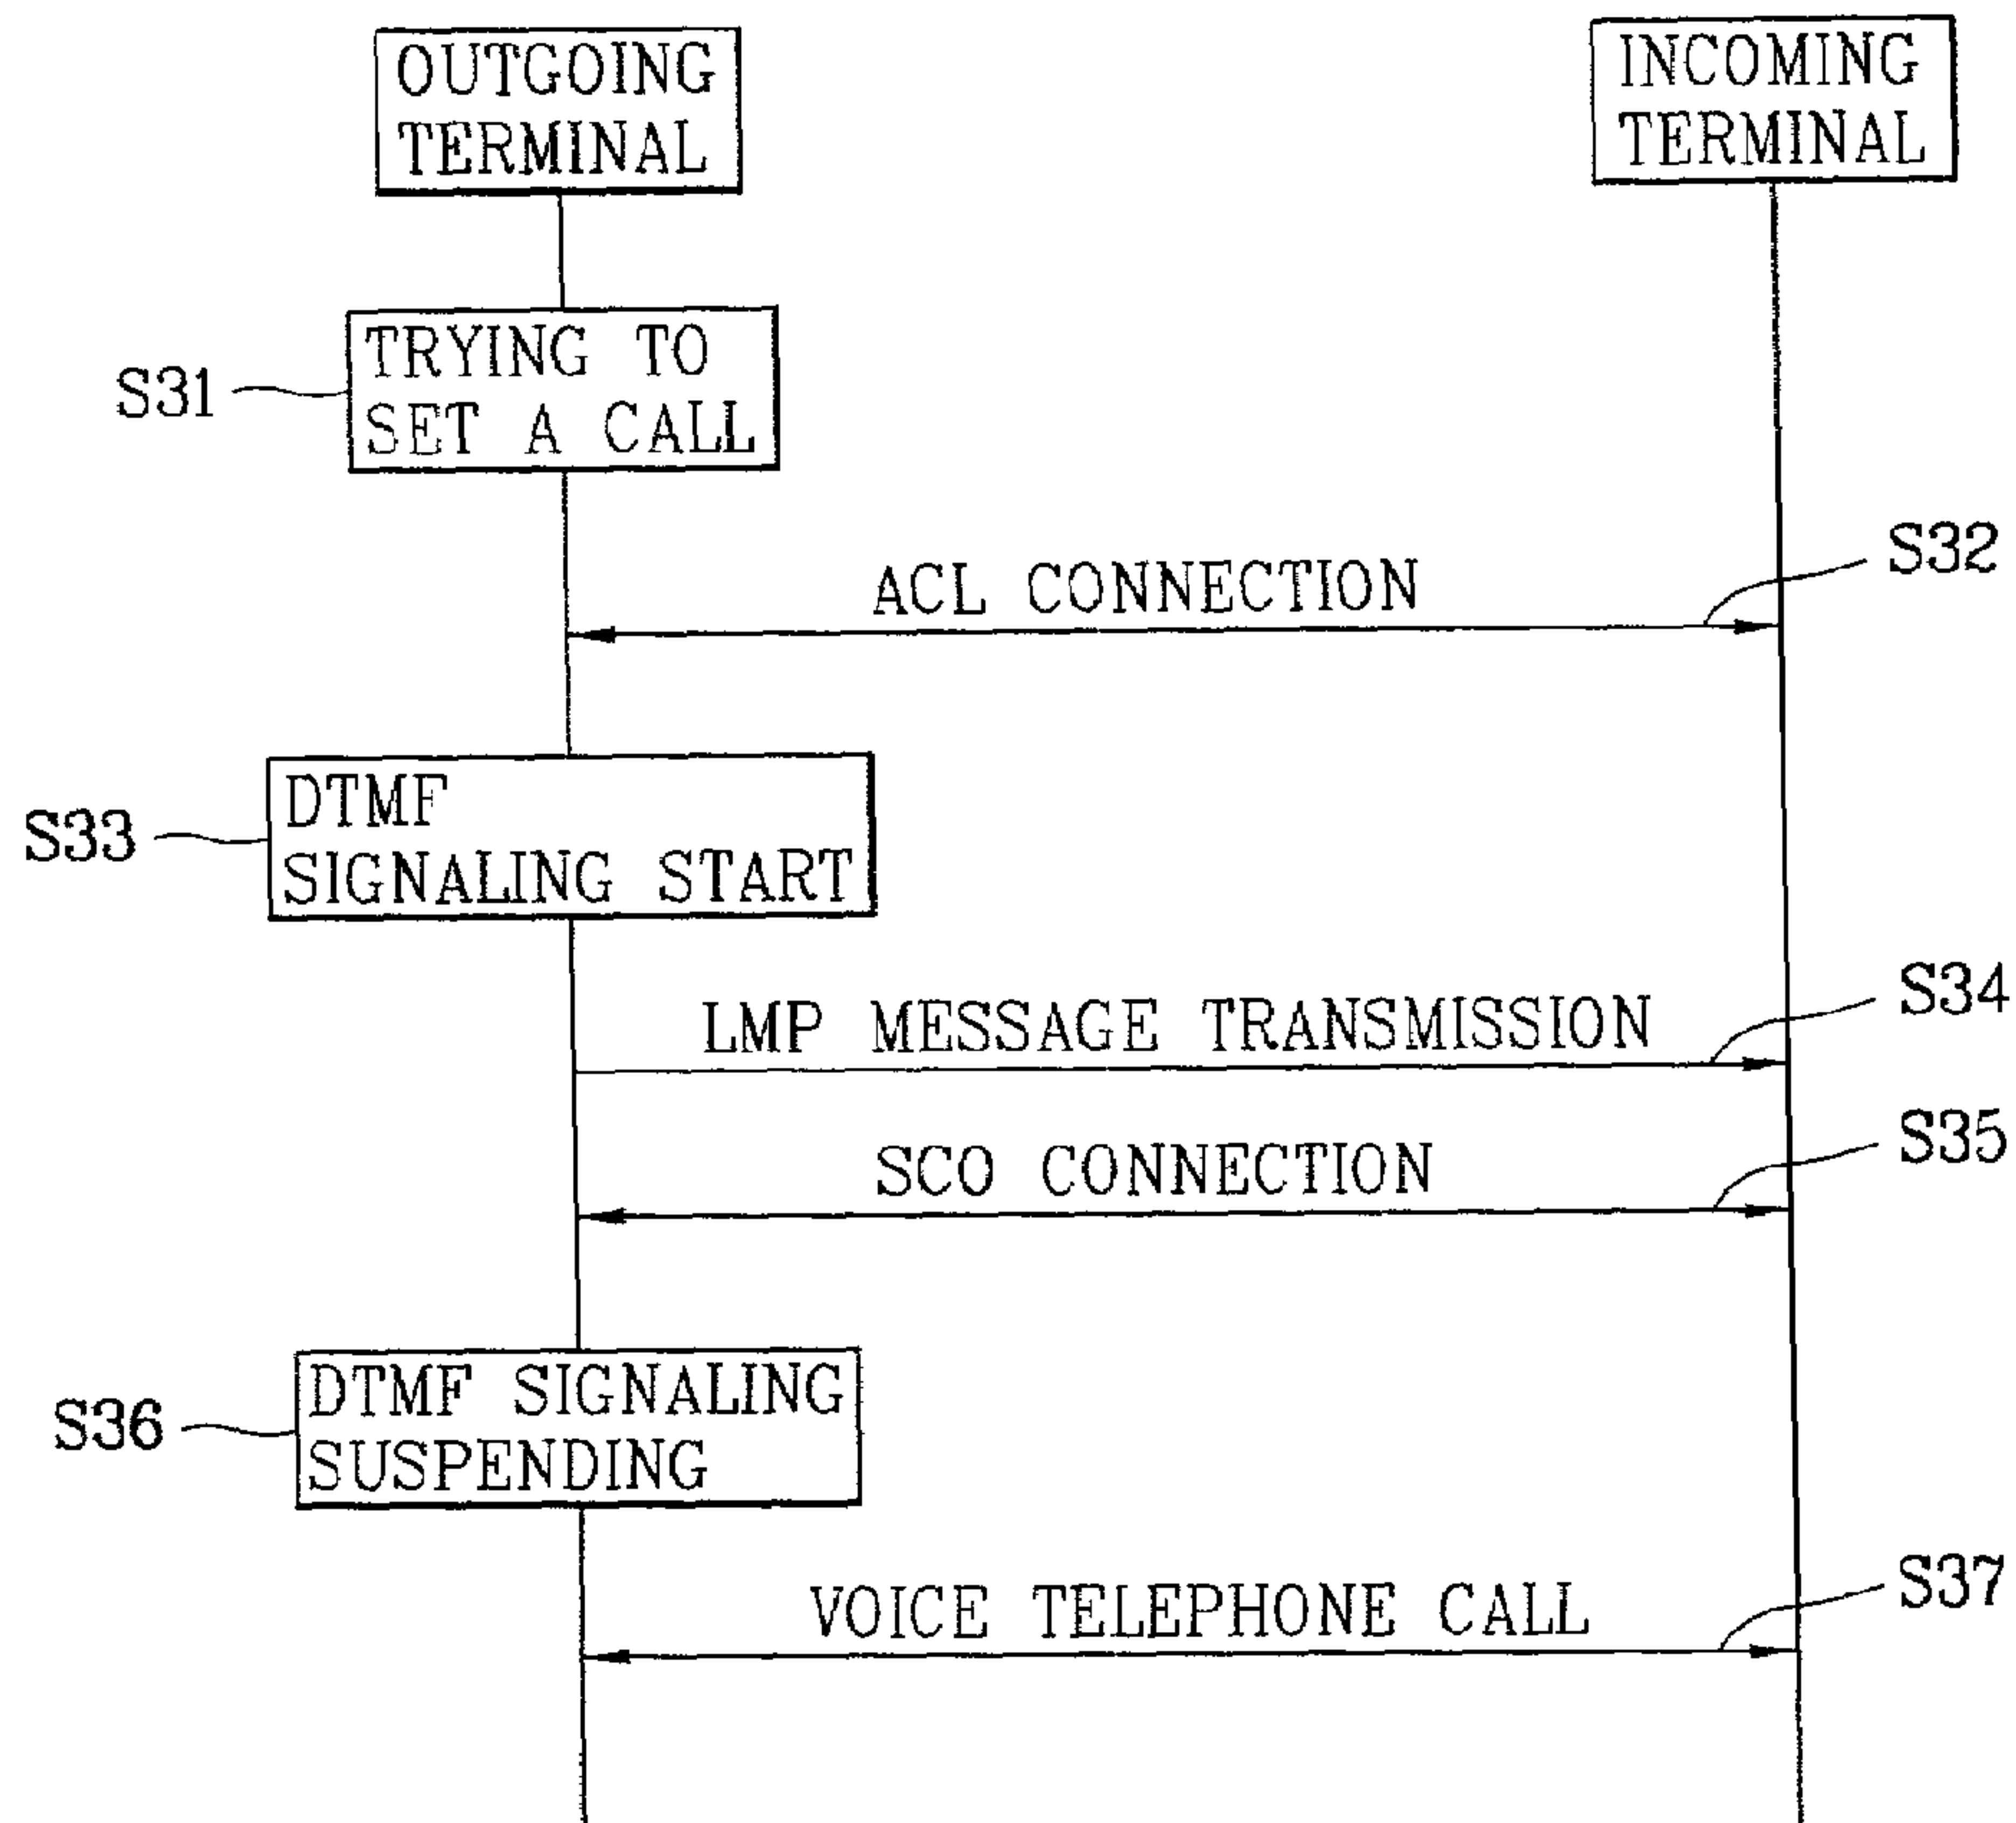 OUTGOING
TERMINAL
INCOMING
TERMINAL
S31
TRYING TO
SET A CALL
S32
ACL CONNECTION
S33
DTMF
SIGNALING START
S34
LMP MESSAGE TRANSMISSION
S35
SCO CONNECTION
S36
DTMF SIGNALING
SUSPENDING
S37
VOICE TELEPHONE CALL